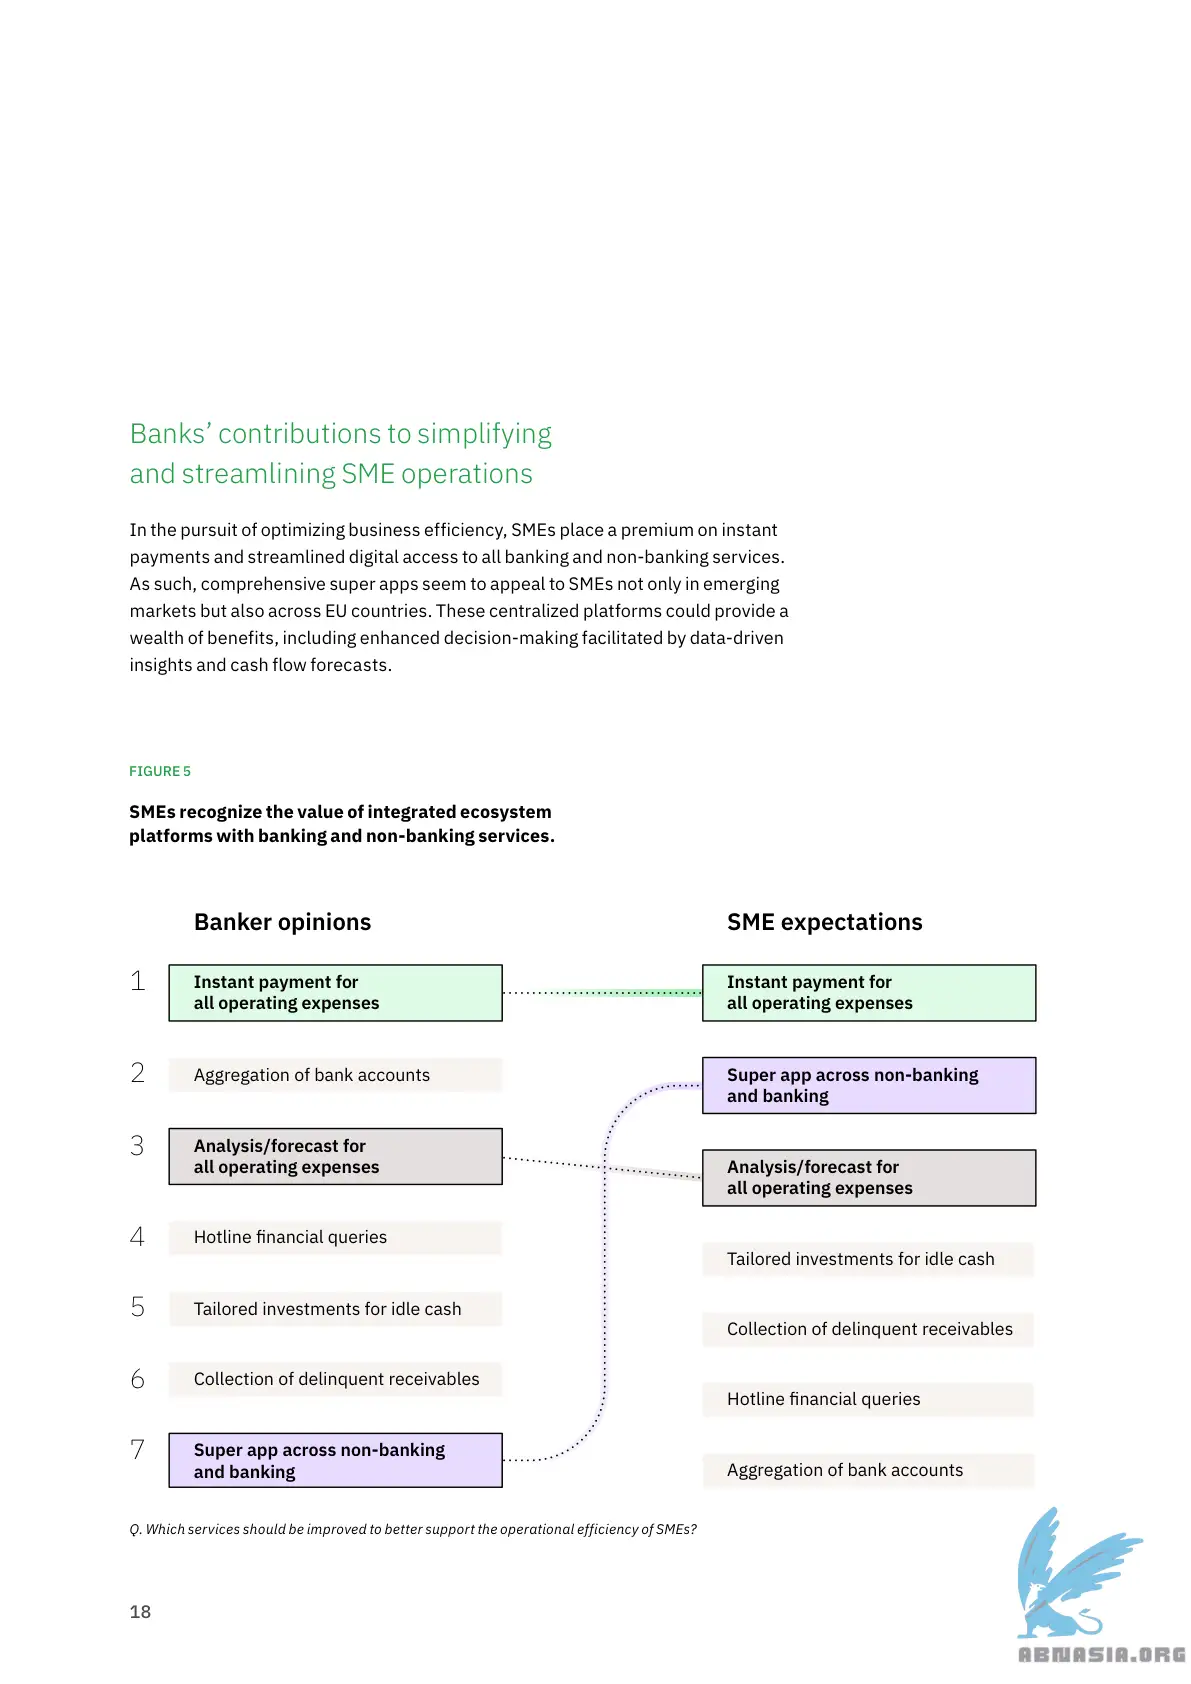 Banks’ contributions to simplifying
and streamlining SME operations
In the pursuit of optimizing business efficiency, SMEs place a premium on instant
payments and streamlined digital access to all banking and non-banking services.
As such, comprehensive super apps seem to appeal to SMEs not only in emerging
markets but also across EU countries. These centralized platforms could provide a
wealth of benefits, including enhanced decision-making facilitated by data-driven
insights and cash flow forecasts.
FIGURE 5
SMEs recognize the value of integrated ecosystem
platforms with banking and non-banking services.
Banker opinions
1
Instant payment for
all operating expenses
2
Aggregation of bank accounts
3
Analysis/forecast for
all operating expenses
4
Hotline financial queries
5
Tailored investments for idle cash
6
Collection of delinquent receivables
7
Super app across non-banking
and banking
SME expectations
Instant payment for
all operating expenses
Super app across non-banking
and banking
Analysis/forecast for
all operating expenses
Tailored investments for idle cash
Collection of delinquent receivables
Hotline financial queries
Aggregation of bank accounts
Q. Which services should be improved to better support the operational efficiency of SMEs?
18
ABNASIA.ORG